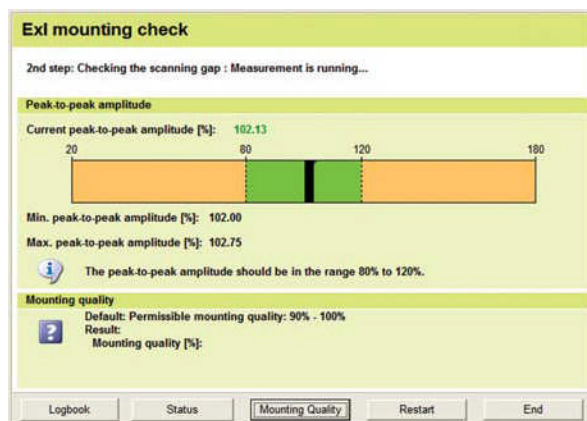 ExI mounting check
2nd step: Checking the scanning gap : Measurement is running...
Peak-to-peak amplitude
Current peak-to-peak amplitude [%]: 102.13
20 80 120 180
Min. peak-to-peak amplitude [%]: 102.00
Max. peak-to-peak amplitude [%]: 102.75
The peak-to-peak amplitude should be in the range 80% to 120%.
Mounting quality
Default: Permissible mounting quality: 90% - 100%
Result:
Mounting quality [%]:
Logbook Status Mounting Quality Restart End